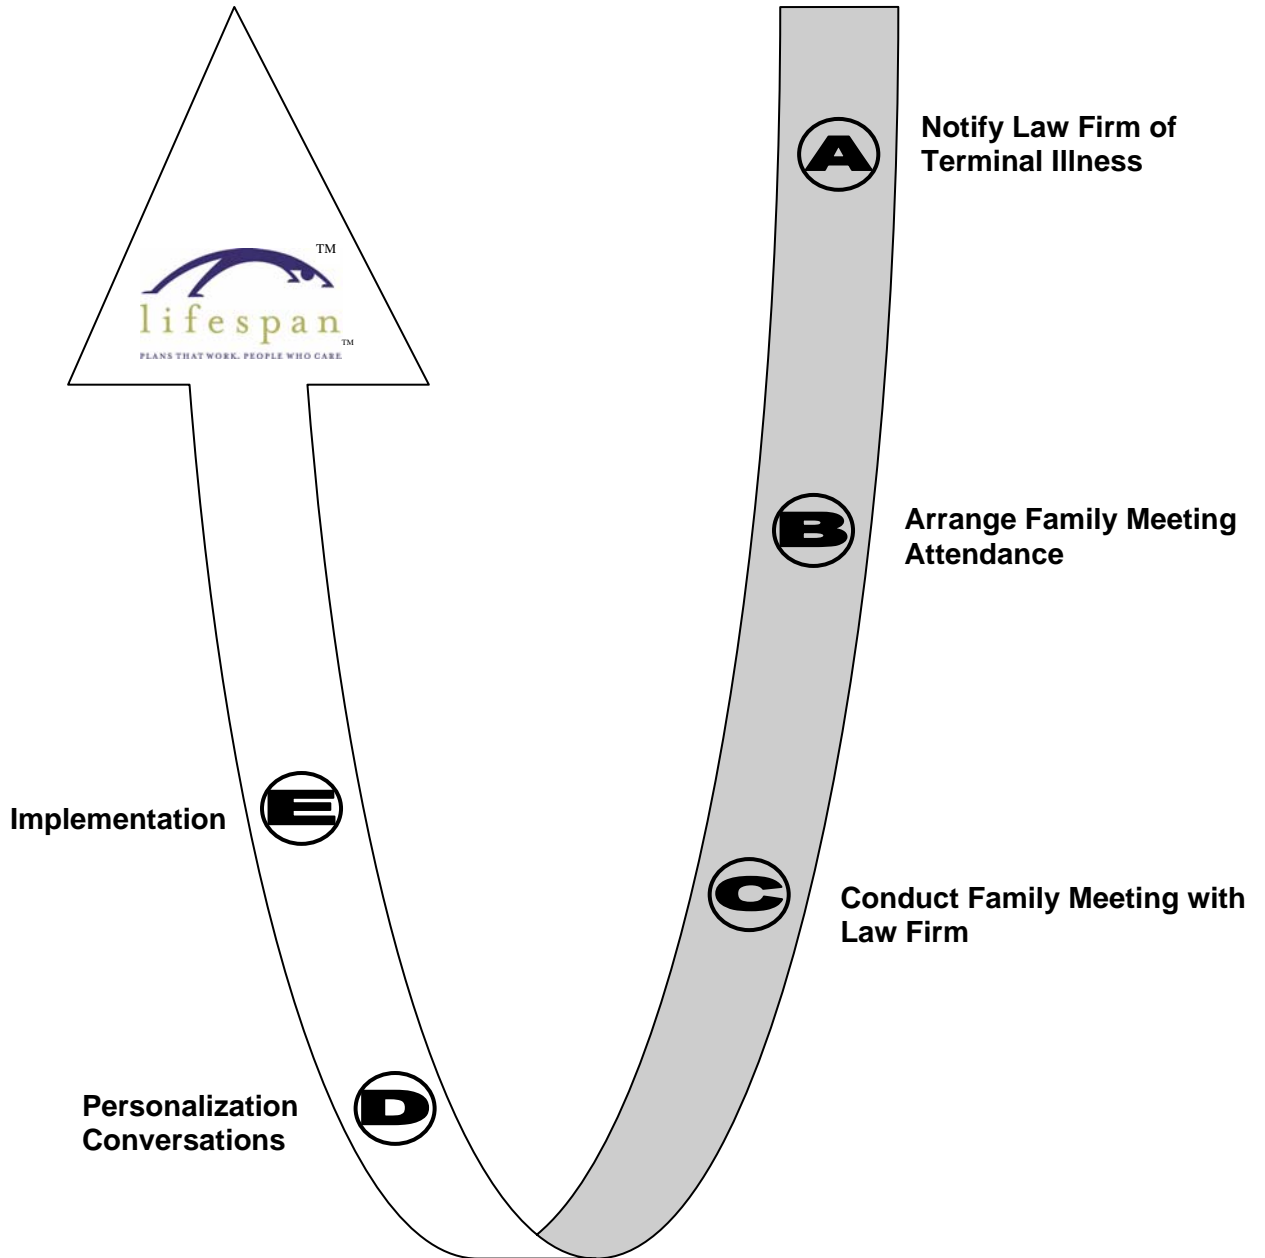 A
Notify Law Firm of
Terminal Illness
TM
lifespan
TM
PLANS THAT WORK. PEOPLE WHO CARE
B
Arrange Family Meeting
Attendance
C
Conduct Family Meeting with
Law Firm
D
Personalization
Conversations
E
Implementation